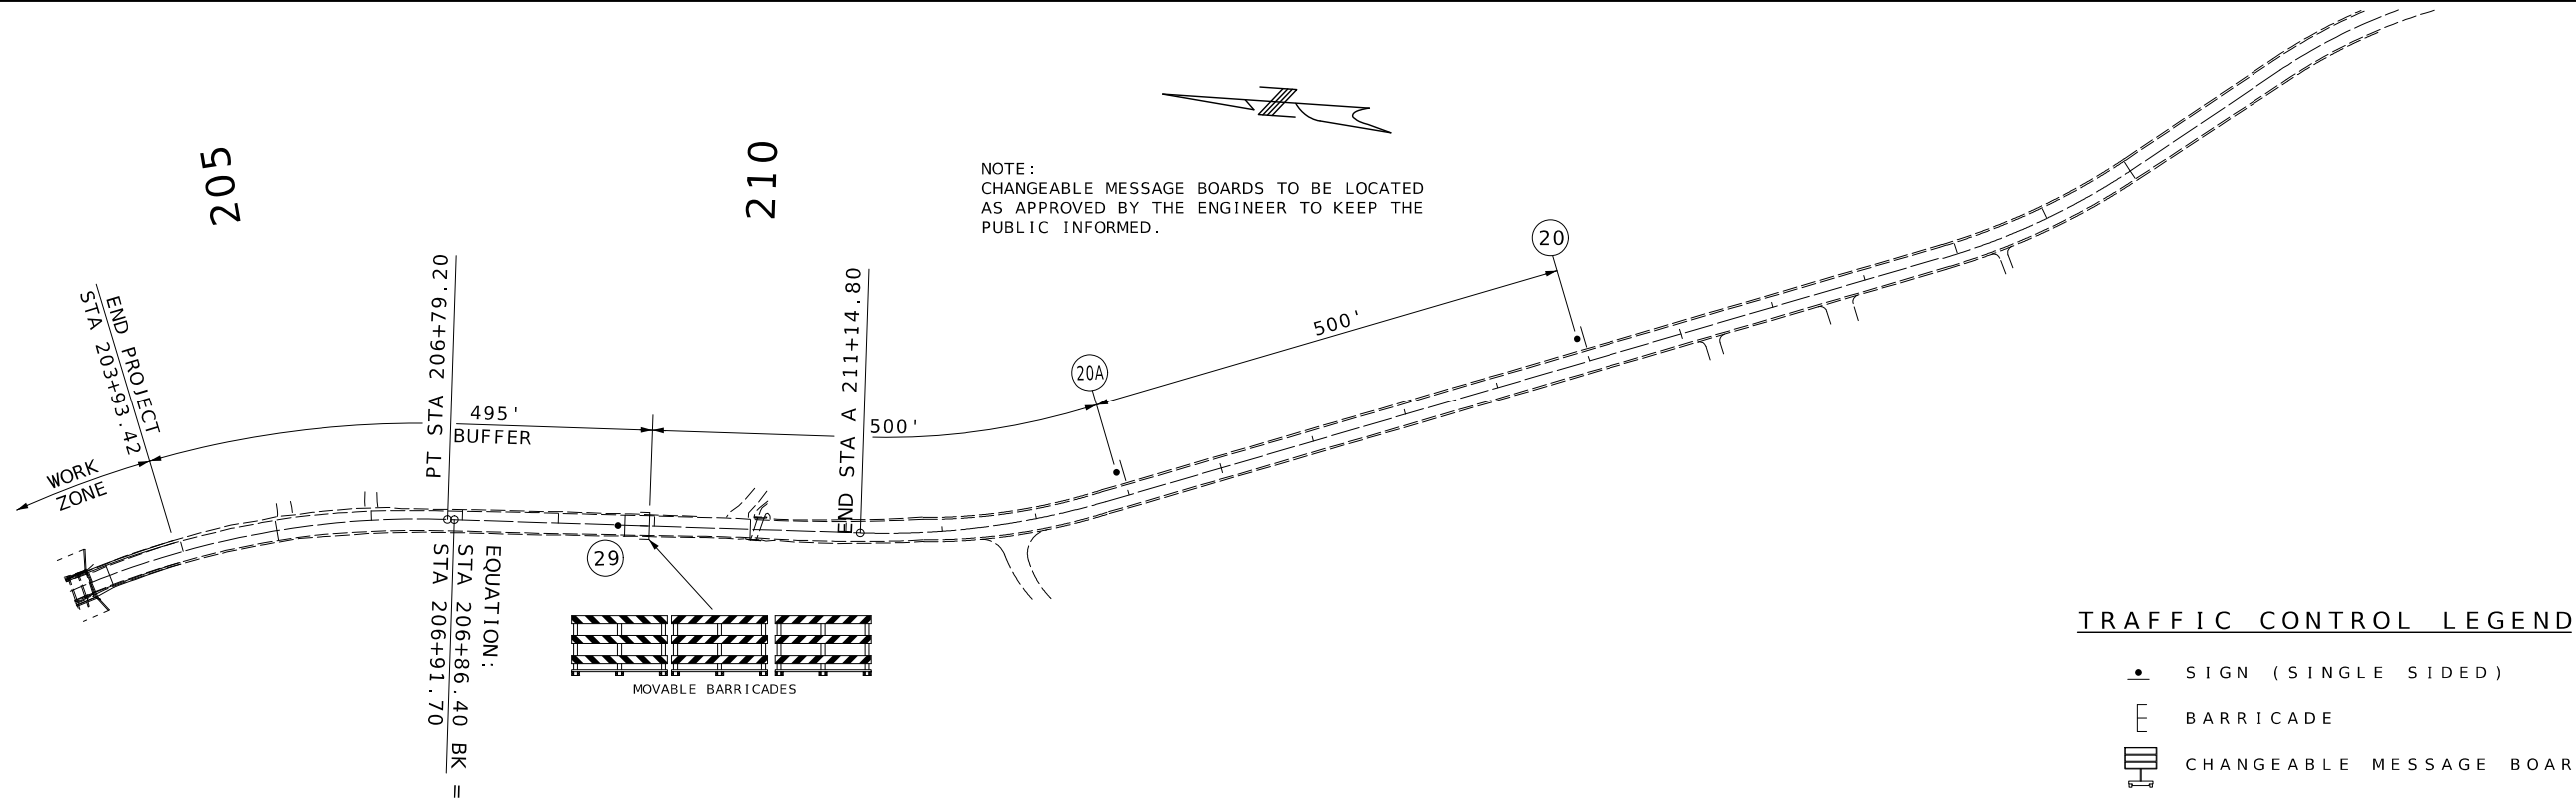 205
210
NOTE:
CHANGEABLE MESSAGE BOARDS TO BE LOCATED
AS APPROVED BY THE ENGINEER TO KEEP THE
PUBLIC INFORMED.
END PROJECT
STA 203+93.42
WORK
ZONE
PT STA 206+79.20
495'
BUFFER
END STA A 211+14.80
500'
20A
500'
20
29
EQUATION:
STA 206+86.40 BK =
STA 206+91.70
MOVABLE BARRICADES
TRAFFIC CONTROL LEGEND
SIGN (SINGLE SIDED)
BARRICADE
CHANGEABLE MESSAGE BOAR